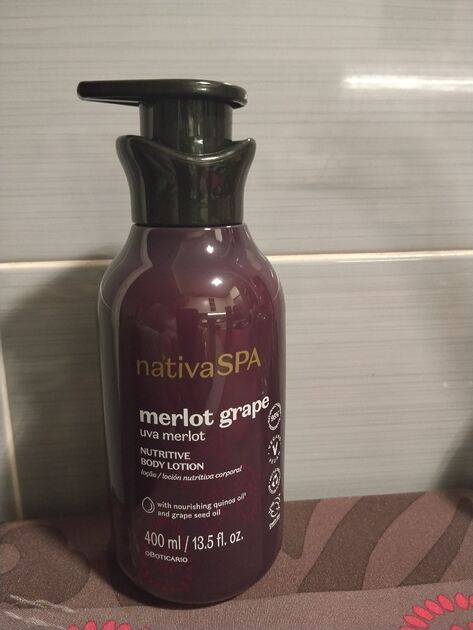 nativaSPA
merlot grape
uva merlot
NUTRITIVE
BODY LOTION
loção / loción nutritiva corporal
with nourishing quinoa oil
and grape seed oil
400 ml / 13.5 fl. oz.
oBOTICÁRIO